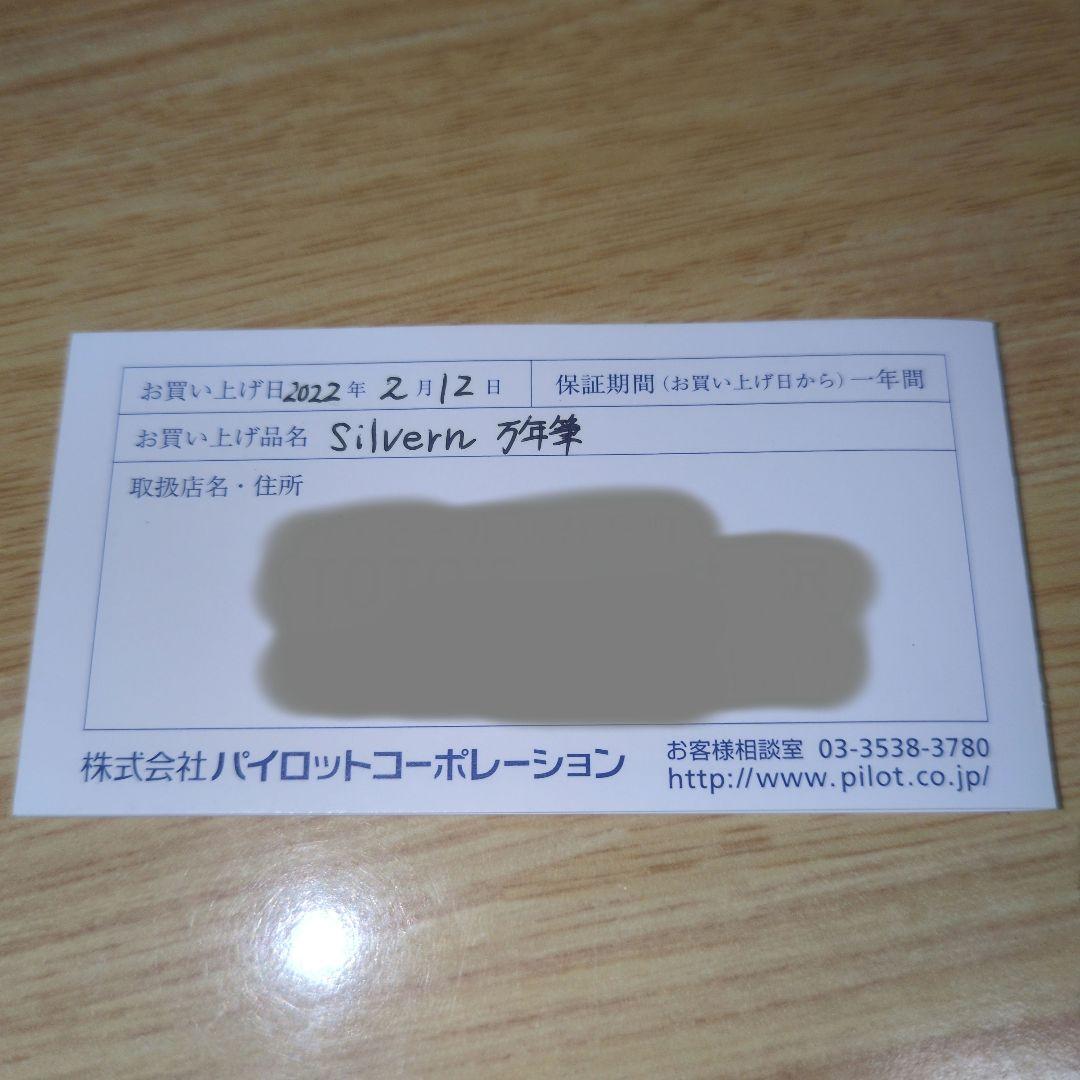 お買い上げ日2022年 2月12日 保証期間(お買い上げ日から)一年間
お買い上げ品名 Silvern 万年筆
取扱店名・住所
株式会社パイロットコーポレーション お客様相談室 03-3538-3780
http://www.pilot.co.jp/